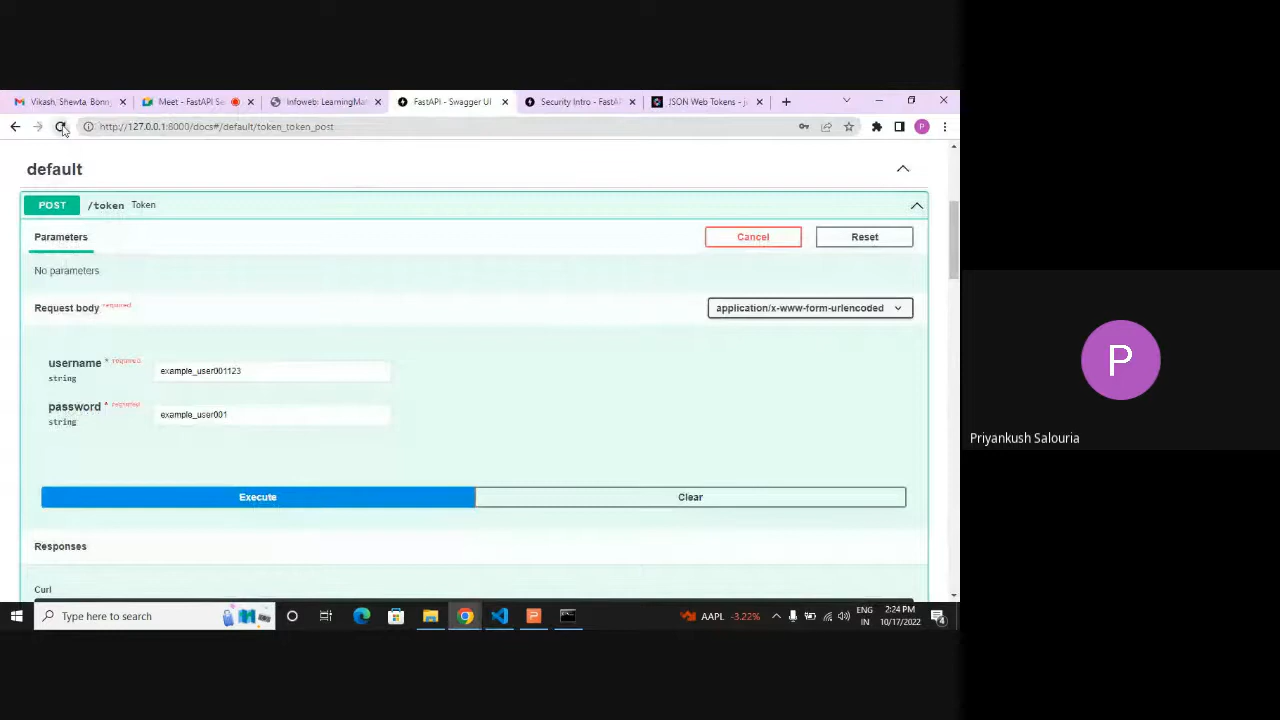 Vikash, Shewta, Bonn
Meet - FastAPI Se
Infoweb: LearningMa
FastAPI - Swagger UI
Security Intro - FastAP
JSON Web Tokens - j
http://127.0.0.1:8000/docs#/default/token_token_post
P
default
POST /token Token
Parameters
Cancel
Reset
No parameters
Request body required
application/x-www-form-urlencoded
username * required
string
example_user001123
password * required
string
example_user001
Execute
Clear
Responses
Curl
P
Priyankush Salouria
Type here to search
AAPL -3.22%
ENG
IN
2:24 PM
10/17/2022
4